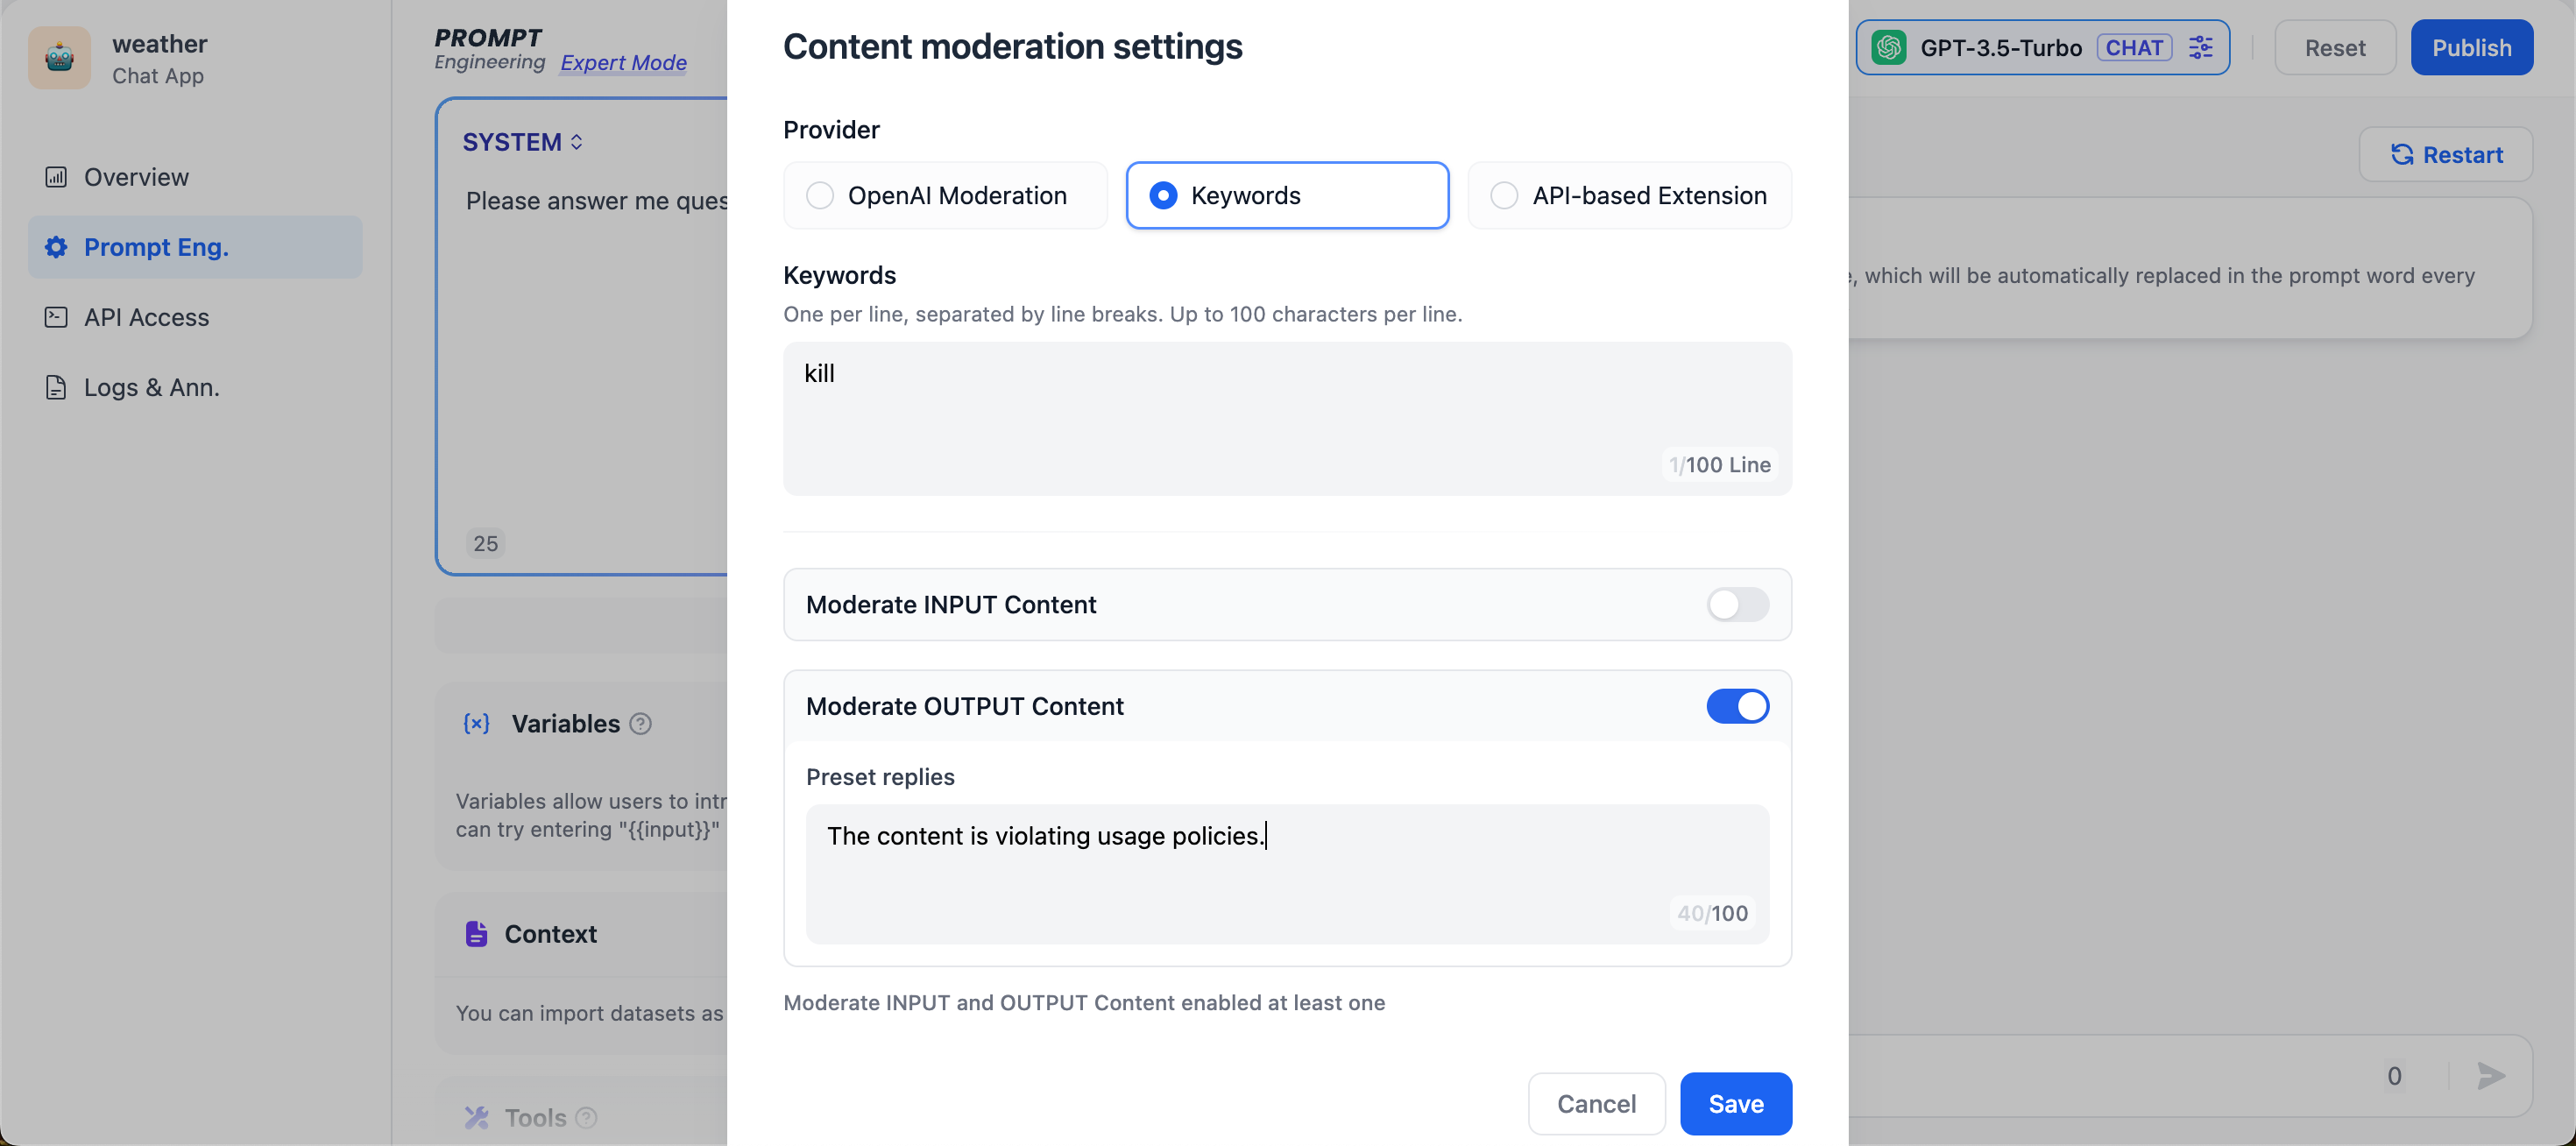 weather
Chat App
Overview
Prompt Eng.
API Access
Logs & Ann.
PROMPT
Engineering Expert Mode
SYSTEM
Please answer me ques
25
Variables
Variables allow users to intr
can try entering "{{input}}"
Context
You can import datasets as
Tools
Content moderation settings
Provider
OpenAI Moderation
Keywords
API-based Extension
Keywords
One per line, separated by line breaks. Up to 100 characters per line.
kill
1/100 Line
Moderate INPUT Content
Moderate OUTPUT Content
Preset replies
The content is violating usage policies.
40/100
Moderate INPUT and OUTPUT Content enabled at least one
Cancel
Save
GPT-3.5-Turbo CHAT
Reset
Publish
Restart
, which will be automatically replaced in the prompt word every
0